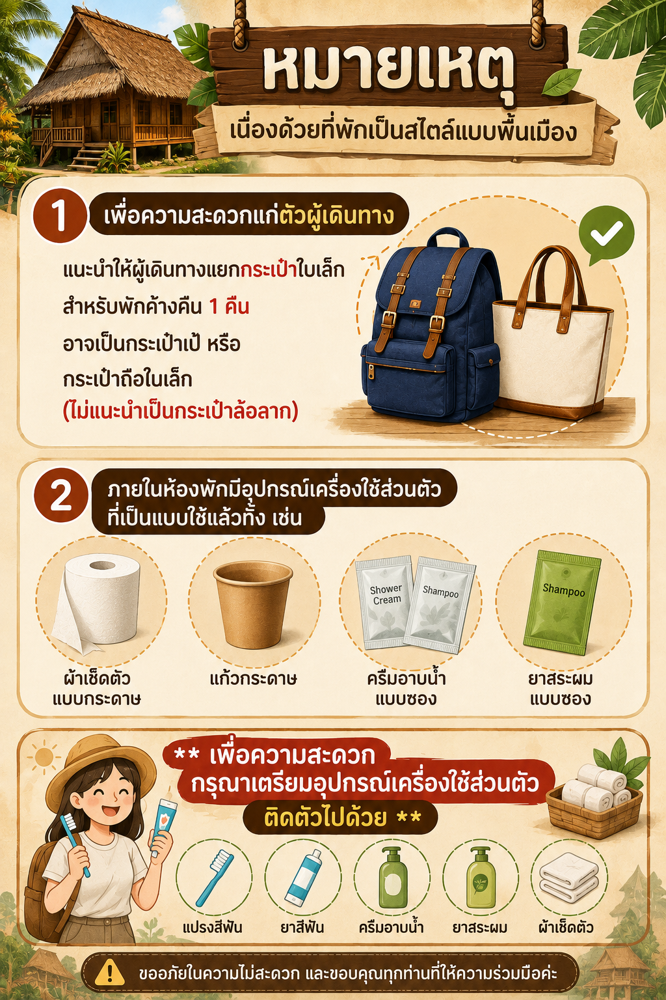 หมายเหตุ
เนื่องด้วยที่พักเป็นสไตล์แบบพื้นเมือง
1
เพื่อความสะดวกแก่ตัวผู้เดินทาง
แนะนำให้ผู้เดินทางแยกกระเป๋าใบเล็ก
สำหรับพักค้างคืน 1 คืน
อาจเป็นกระเป๋าเป้ หรือ
กระเป๋าถือใบเล็ก
(ไม่แนะนำเป็นกระเป๋าล้อลาก)
2
ภายในห้องพักมีอุปกรณ์เครื่องใช้ส่วนตัว
ที่เป็นแบบใช้แล้วทั้ง เช่น
Shower
Cream
Shampoo
Shampoo
ผ้าเช็ดตัว
แบบกระดาษ
แก้วกระดาษ
ครีมอาบน้ำ
แบบซอง
ยาสระผม
แบบซอง
** เพื่อความสะดวก
กรุณาเตรียมอุปกรณ์เครื่องใช้ส่วนตัว
ติดตัวไปด้วย **
แปรงสีฟัน
ยาสีฟัน
ครีมอาบน้ำ
ยาสระผม
ผ้าเช็ดตัว
ขออภัยในความไม่สะดวก และขอบคุณทุกท่านที่ให้ความร่วมมือค่ะ